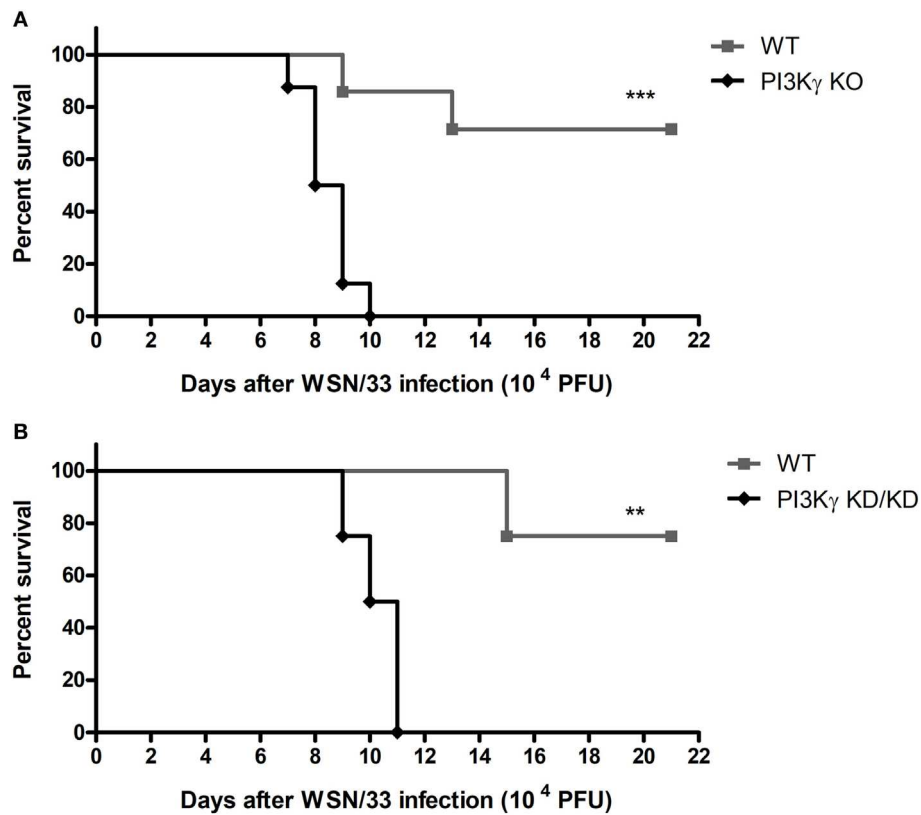 A
WT
PI3Kγ KO
***
Percent survival
100
80
60
40
20
0
0 2 4 6 8 10 12 14 16 18 20 22
Days after WSN/33 infection (10 4 PFU)
B
WT
PI3Kγ KD/KD
**
Percent survival
100
80
60
40
20
0
0 2 4 6 8 10 12 14 16 18 20 22
Days after WSN/33 infection (10 4 PFU)